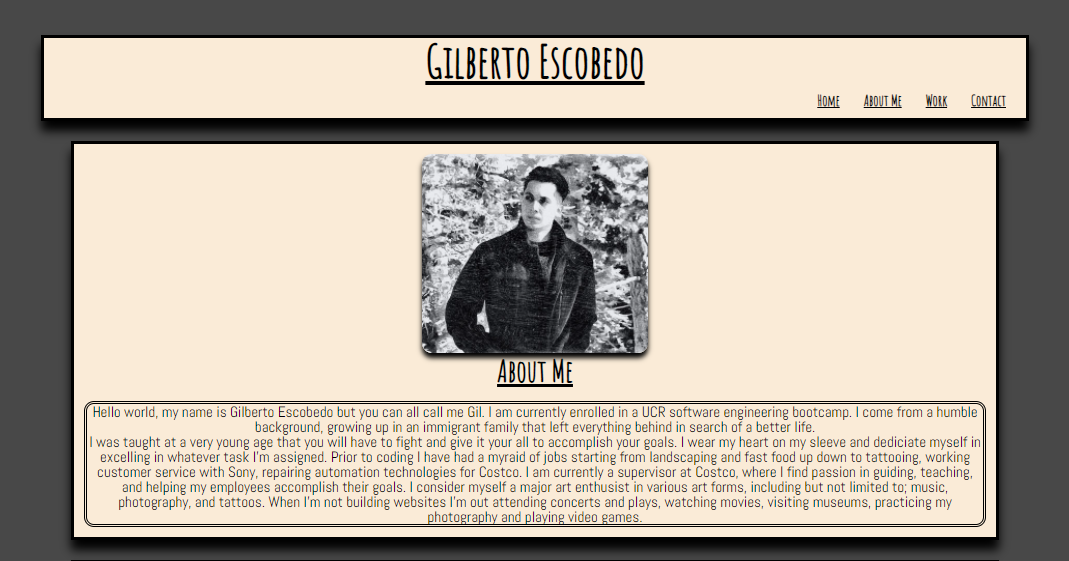 Gilberto Escobedo
Home About Me Work Contact
About Me
Hello world, my name is Gilberto Escobedo but you can all call me Gil. I am currently enrolled in a UCR software engineering bootcamp. I come from a humble
background, growing up in an immigrant family that left everything behind in search of a better life.
I was taught at a very young age that you will have to fight and give it your all to accomplish your goals. I wear my heart on my sleeve and dediciate myself in
excelling in whatever task I'm assigned. Prior to coding I have had a myraid of jobs starting from landscaping and fast food up down to tattooing, working
customer service with Sony, repairing automation technologies for Costco. I am currently a supervisor at Costco, where I find passion in guiding, teaching,
and helping my employees accomplish their goals. I consider myself a major art enthusist in various art forms, including but not limited to; music,
photography, and tattoos. When I'm not building websites I'm out attending concerts and plays, watching movies, visiting museums, practicing my
photography and playing video games.